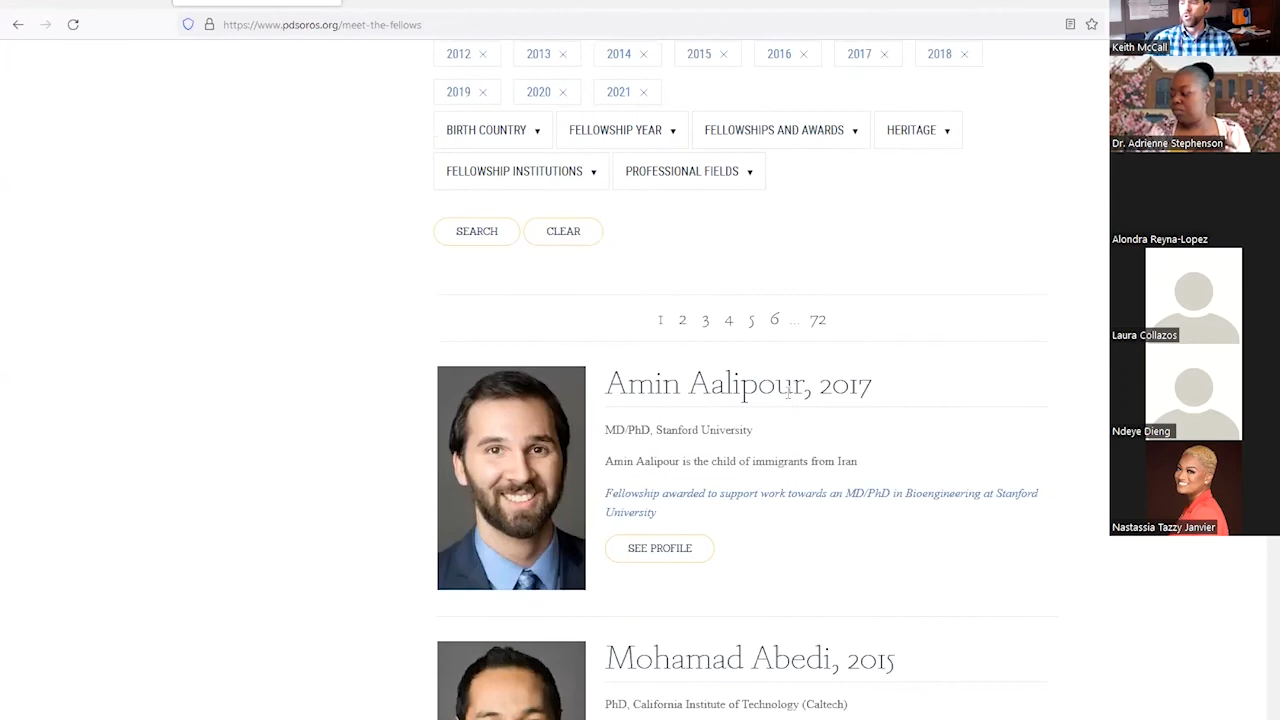 https://www.pdsoros.org/meet-the-fellows
2012 × 2013 × 2014 × 2015 × 2016 × 2017 × 2018 ×
2019 × 2020 × 2021 ×
BIRTH COUNTRY ▾ FELLOWSHIP YEAR ▾ FELLOWSHIPS AND AWARDS ▾ HERITAGE ▾
FELLOWSHIP INSTITUTIONS ▾ PROFESSIONAL FIELDS ▾
SEARCH CLEAR
1 2 3 4 5 6 ... 72
Amin Aalipour, 2017
MD/PhD, Stanford University
Amin Aalipour is the child of immigrants from Iran
Fellowship awarded to support work towards an MD/PhD in Bioengineering at Stanford
University
SEE PROFILE
Mohamad Abedi, 2015
PhD, California Institute of Technology (Caltech)
Keith McCall
Dr. Adrienne Stephenson
Alondra Reyna-Lopez
Laura Collazos
Ndeye Dieng
Nastassia Tazzy Janvier